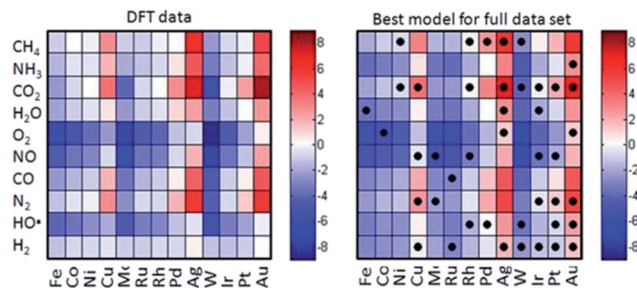 DFT data
Best model for full data set
CH₄
NH₃
CO₂
H₂O
O₂
NO
CO
N₂
HO•
H₂
8
6
4
2
0
-2
-4
-6
-8
8
6
4
2
0
-2
-4
-6
-8
Fe
Co
Ni
Cu
Ru
Rh
Pd
Ag
W
Ir
Pt
Au
Fe
Co
Ni
Cu
Ru
Rh
Pd
Ag
W
Ir
Pt
Au